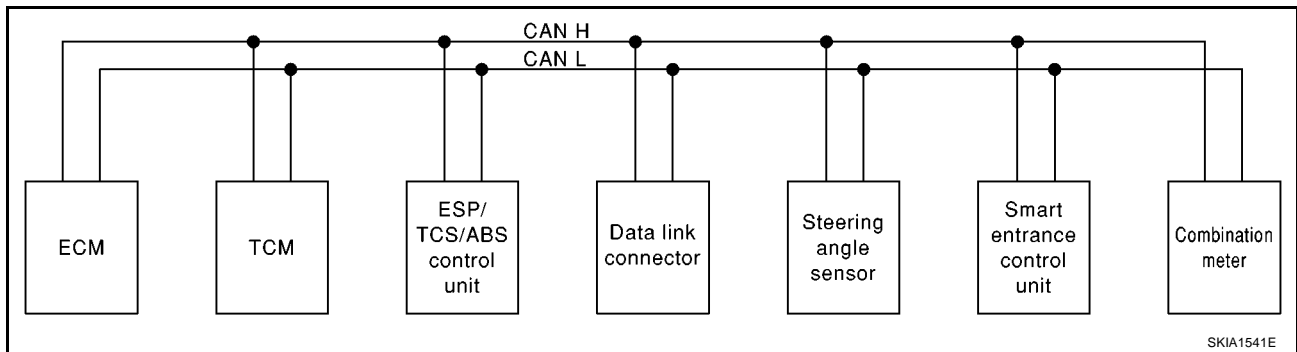 CAN H
CAN L
ECM
TCM
ESP/
TCS/ABS
control
unit
Data link
connector
Steering
angle
sensor
Smart
entrance
control
unit
Combination
meter
SKIA1541E